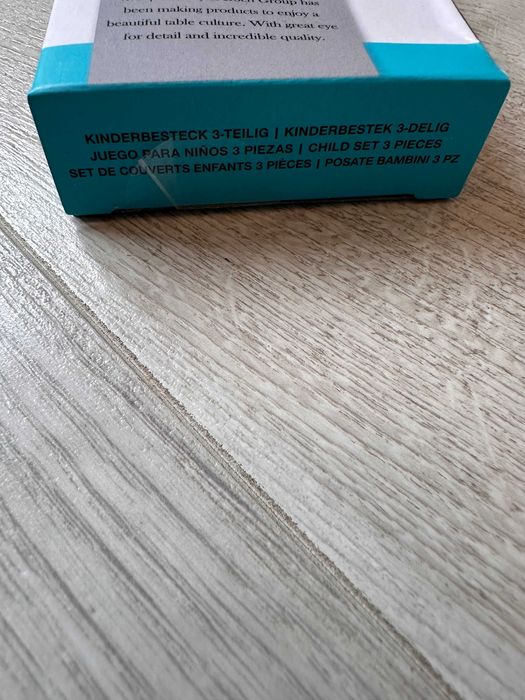 Group has
been making products to enjoy a
beautiful table culture. With great eye
for detail and incredible quality.
KINDERBESTECK 3-TEILIG | KINDERBESTEK 3-DELIG
JUEGO PARA NIÑOS 3 PIEZAS | CHILD SET 3 PIECES
SET DE COUVERTS ENFANTS 3 PIÈCES | POSATE BAMBINI 3 PZ